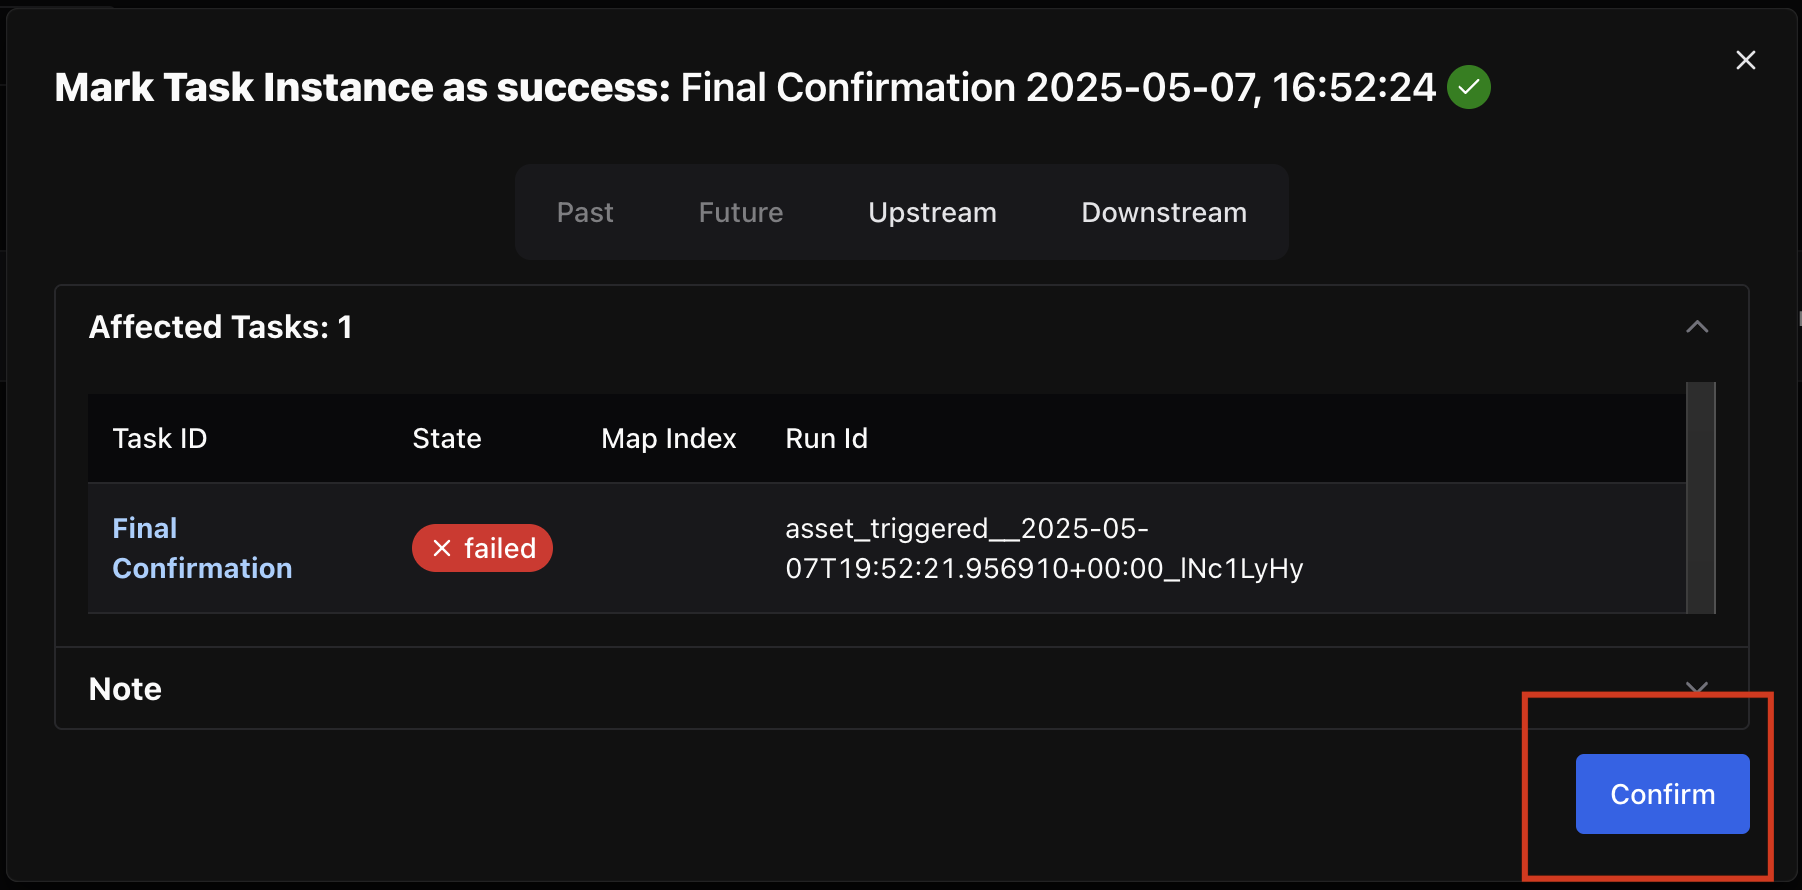 Mark Task Instance as success: Final Confirmation 2025-05-07, 16:52:24
Past Future Upstream Downstream
Affected Tasks: 1
Task ID State Map Index Run Id
Final Confirmation failed asset_triggered__2025-05-07T19:52:21.956910+00:00_lNc1LyHy
Note
Confirm